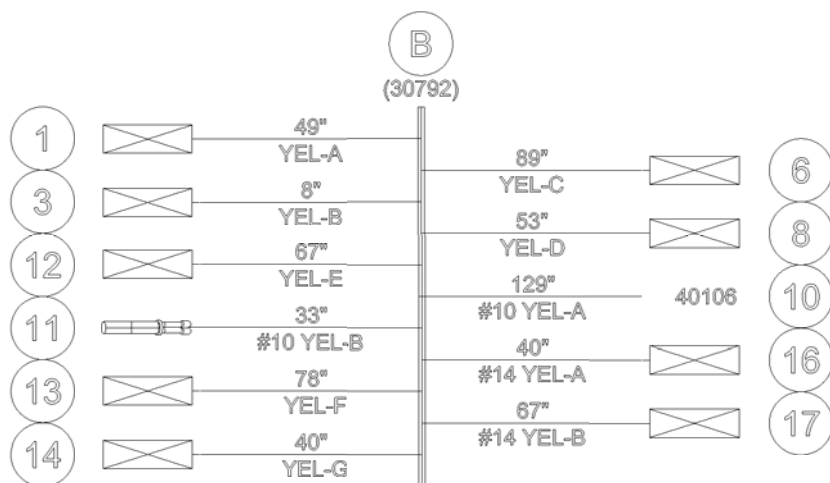 B
(30792)
1
49"
YEL-A
3
8"
YEL-B
12
67"
YEL-E
11
33"
#10 YEL-B
13
78"
YEL-F
14
40"
YEL-G
89"
YEL-C
6
53"
YEL-D
8
129"
#10 YEL-A
40106
10
40"
#14 YEL-A
16
67"
#14 YEL-B
17